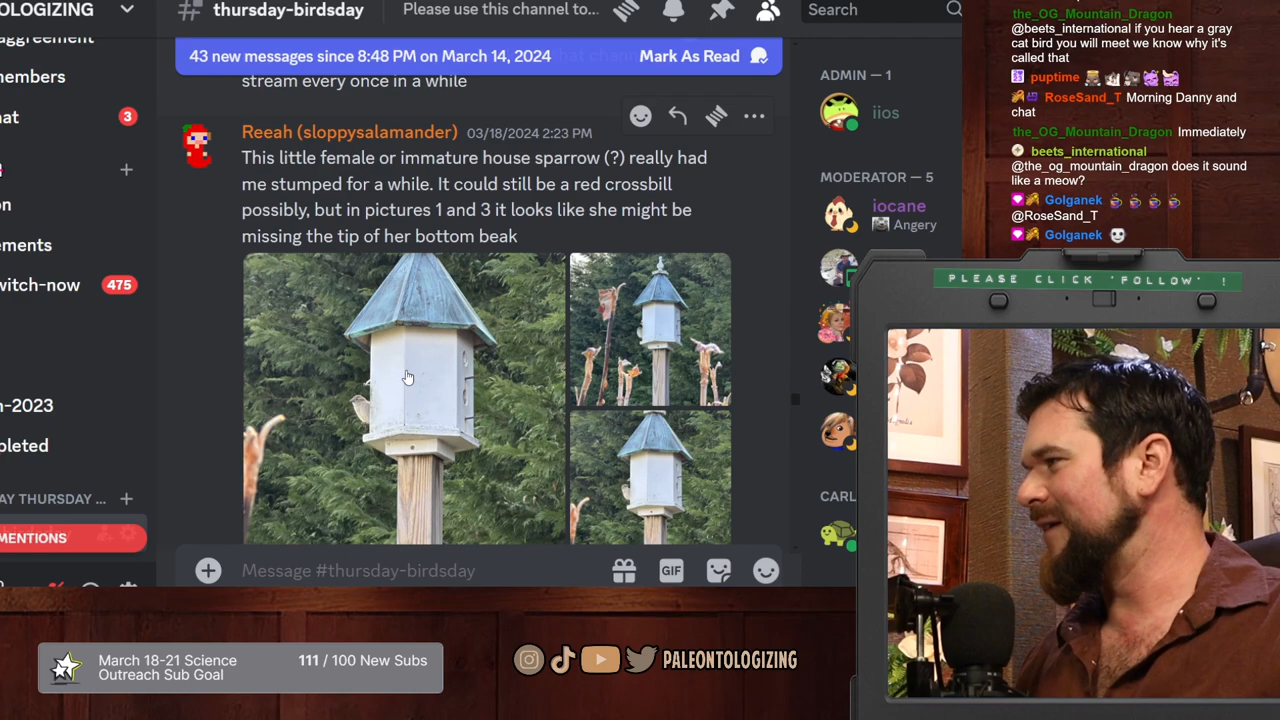 OLOGIZING
thursday-birdsday
Please use this channel to...
Search
aggreement
43 new messages since 8:48 PM on March 14, 2024
Mark As Read
stream every once in a while
embers
ADMIN — 1
iios
3
Reeah (sloppysalamander) 03/18/2024 2:23 PM
This little female or immature house sparrow (?) really had
me stumped for a while. It could still be a red crossbill
possibly, but in pictures 1 and 3 it looks like she might be
missing the tip of her bottom beak
MODERATOR — 5
iocane
Angery
ements
witch-now
475
n-2023
pleted
AY THURSDAY ...
MENTIONS
CARL
Message #thursday-birdsday
GIF
the_OG_Mountain_Dragon
@beets_international if you hear a gray
cat bird you will meet we know why it's
called that
puptime
RoseSand_T Morning Danny and
chat
the_OG_Mountain_Dragon Immediately
beets_international
@the_og_mountain_dragon does it sound
like a meow?
Golganek
@RoseSand_T
Golganek
PLEASE CLICK 'FOLLOW' !
March 18-21 Science
Outreach Sub Goal
111 / 100 New Subs
PALEONTOLOGIZING